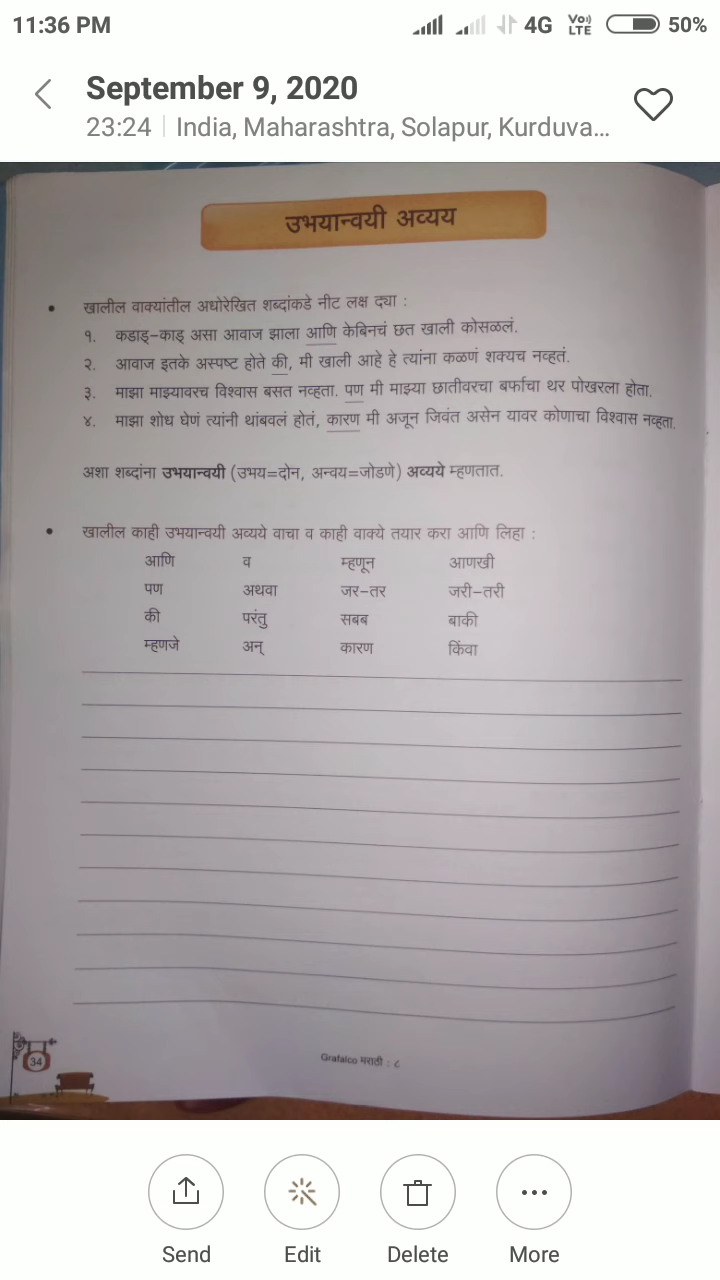 11:36 PM 4G Vo)) LTE 50%
September 9, 2020
23:24 | India, Maharashtra, Solapur, Kurduva...
उभयान्वयी अव्यय
• खालील वाक्यांतील अधोरेखित शब्दांकडे नीट लक्ष द्या :
१. कडाड्-काड् असा आवाज झाला आणि केबिनचं छत खाली कोसळलं.
२. आवाज इतके अस्पष्ट होते की, मी खाली आहे हे त्यांना कळणं शक्यच नव्हतं.
३. माझा माझ्यावरच विश्वास बसत नव्हता. पण मी माझ्या छातीवरचा बर्फाचा थर पोखरला होता.
४. माझा शोध घेणं त्यांनी थांबवलं होतं, कारण मी अजून जिवंत असेन यावर कोणाचा विश्वास नव्हता.
अशा शब्दांना उभयान्वयी (उभय=दोन, अन्वय=जोडणे) अव्यये म्हणतात.
• खालील काही उभयान्वयी अव्यये वाचा व काही वाक्ये तयार करा आणि लिहा :
आणि व म्हणून आणखी
पण अथवा जर-तर जरी-तरी
की परंतु सबब बाकी
म्हणजे अन् कारण किंवा
34
Grafalco मराठी : ८
Send Edit Delete More